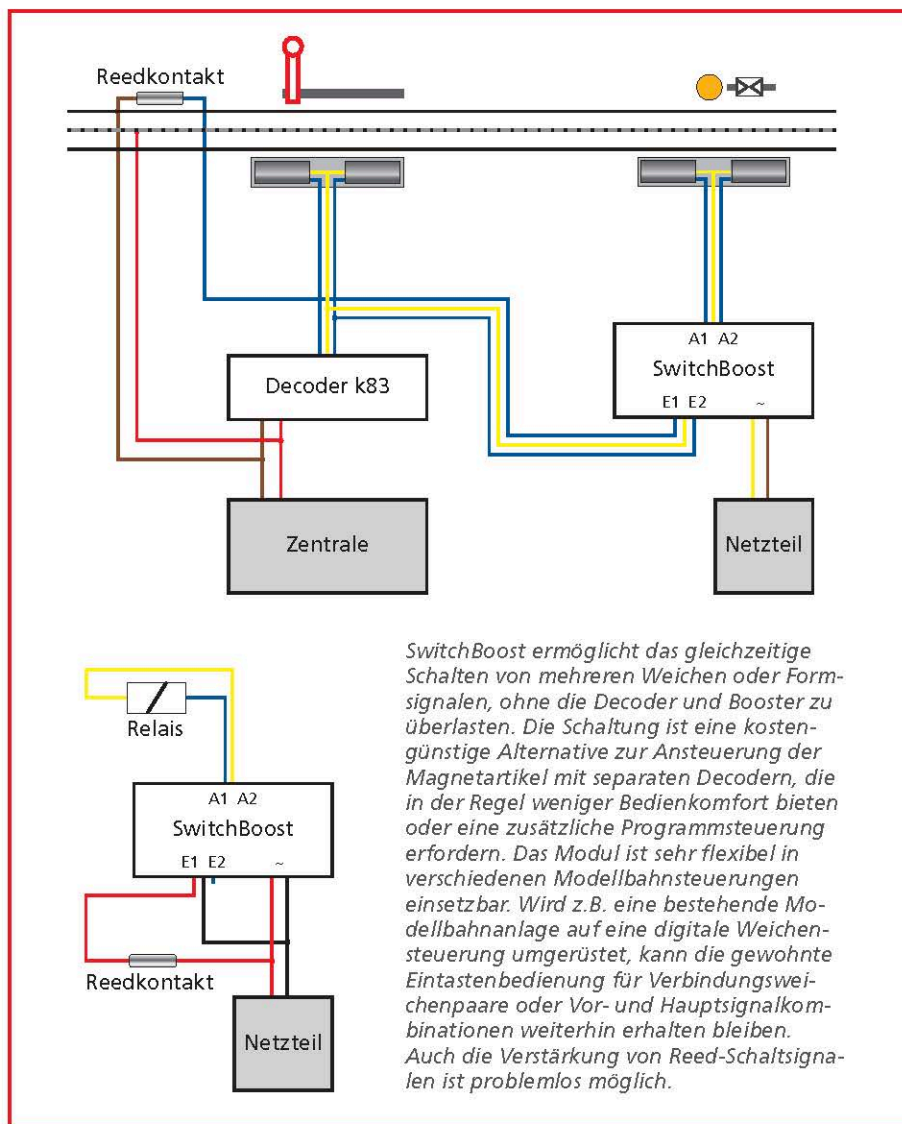 Reedkontakt
A1 A2
SwitchBoost
E1 E2 ~
Decoder k83
Zentrale
Netzteil
Relais
A1 A2
SwitchBoost
E1 E2 ~
Reedkontakt
Netzteil
SwitchBoost ermöglicht das gleichzeitige
Schalten von mehreren Weichen oder Form-
signalen, ohne die Decoder und Booster zu
überlasten. Die Schaltung ist eine kosten-
günstige Alternative zur Ansteuerung der
Magnetartikel mit separaten Decodern, die
in der Regel weniger Bedienkomfort bieten
oder eine zusätzliche Programmsteuerung
erfordern. Das Modul ist sehr flexibel in
verschiedenen Modellbahnsteuerungen
einsetzbar. Wird z.B. eine bestehende Mo-
dellbahnanlage auf eine digitale Weichen-
steuerung umgerüstet, kann die gewohnte
Eintastenbedienung für Verbindungswei-
chenpaare oder Vor- und Hauptsignalkom-
binationen weiterhin erhalten bleiben.
Auch die Verstärkung von Reed-Schaltsigna-
len ist problemlos möglich.